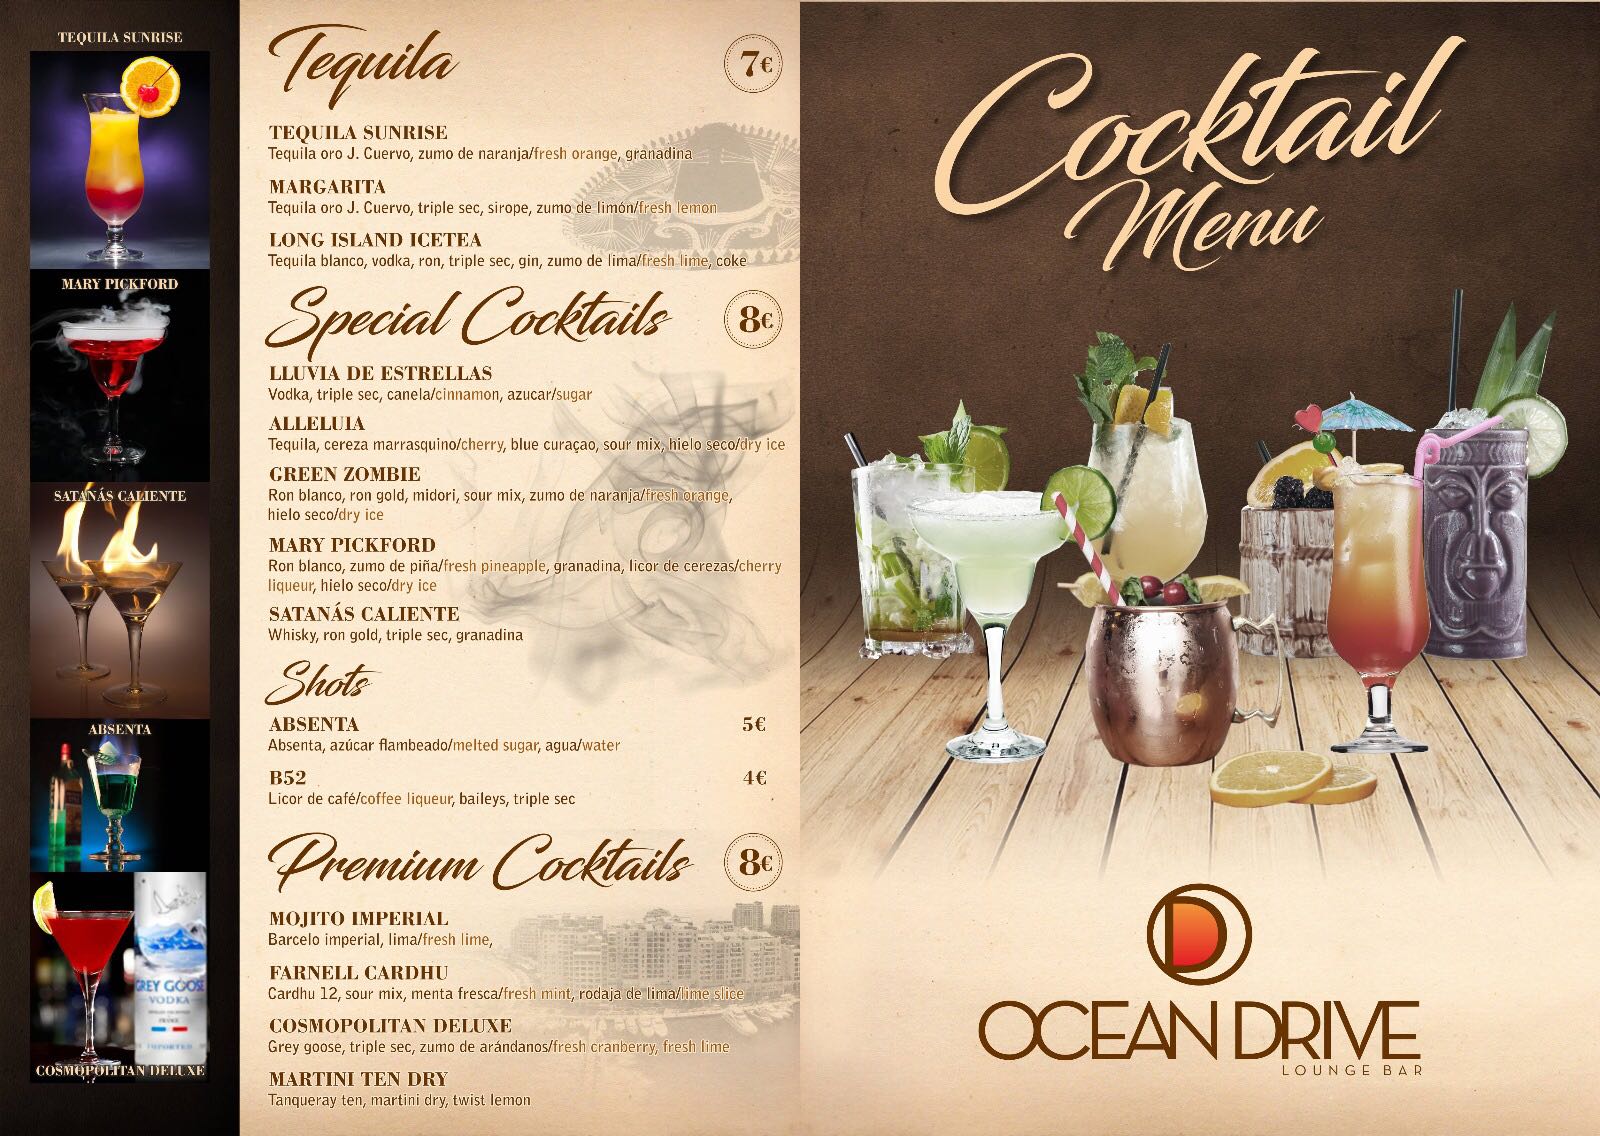 TEQUILA SUNRISE
MARY PICKFORD
SATANÁS CALIENTE
ABSENTA
GREY GOOSE
VODKA
FRANCE
IMPORTED
COSMOPOLITAN DELUXE
Tequila
7€
TEQUILA SUNRISE
Tequila oro J. Cuervo, zumo de naranja/fresh orange, granadina
MARGARITA
Tequila oro J. Cuervo, triple sec, sirope, zumo de limón/fresh lemon
LONG ISLAND ICETEA
Tequila blanco, vodka, ron, triple sec, gin, zumo de lima/fresh lime, coke
Special Cocktails
8€
LLUVIA DE ESTRELLAS
Vodka, triple sec, canela/cinnamon, azucar/sugar
ALLELUIA
Tequila, cereza marrasquino/cherry, blue curaçao, sour mix, hielo seco/dry ice
GREEN ZOMBIE
Ron blanco, ron gold, midori, sour mix, zumo de naranja/fresh orange,
hielo seco/dry ice
MARY PICKFORD
Ron blanco, zumo de piña/fresh pineapple, granadina, licor de cerezas/cherry
liqueur, hielo seco/dry ice
SATANÁS CALIENTE
Whisky, ron gold, triple sec, granadina
Shots
ABSENTA 5€
Absenta, azúcar flambeado/melted sugar, agua/water
B52 4€
Licor de café/coffee liqueur, baileys, triple sec
Premium Cocktails
8€
MOJITO IMPERIAL
Barcelo imperial, lima/fresh lime,
FARNELL CARDHU
Cardhu 12, sour mix, menta fresca/fresh mint, rodaja de lima/lime slice
COSMOPOLITAN DELUXE
Grey goose, triple sec, zumo de arándanos/fresh cranberry, fresh lime
MARTINI TEN DRY
Tanqueray ten, martini dry, twist lemon
Cocktail
Menu
D
OCEAN DRIVE
LOUNGE BAR